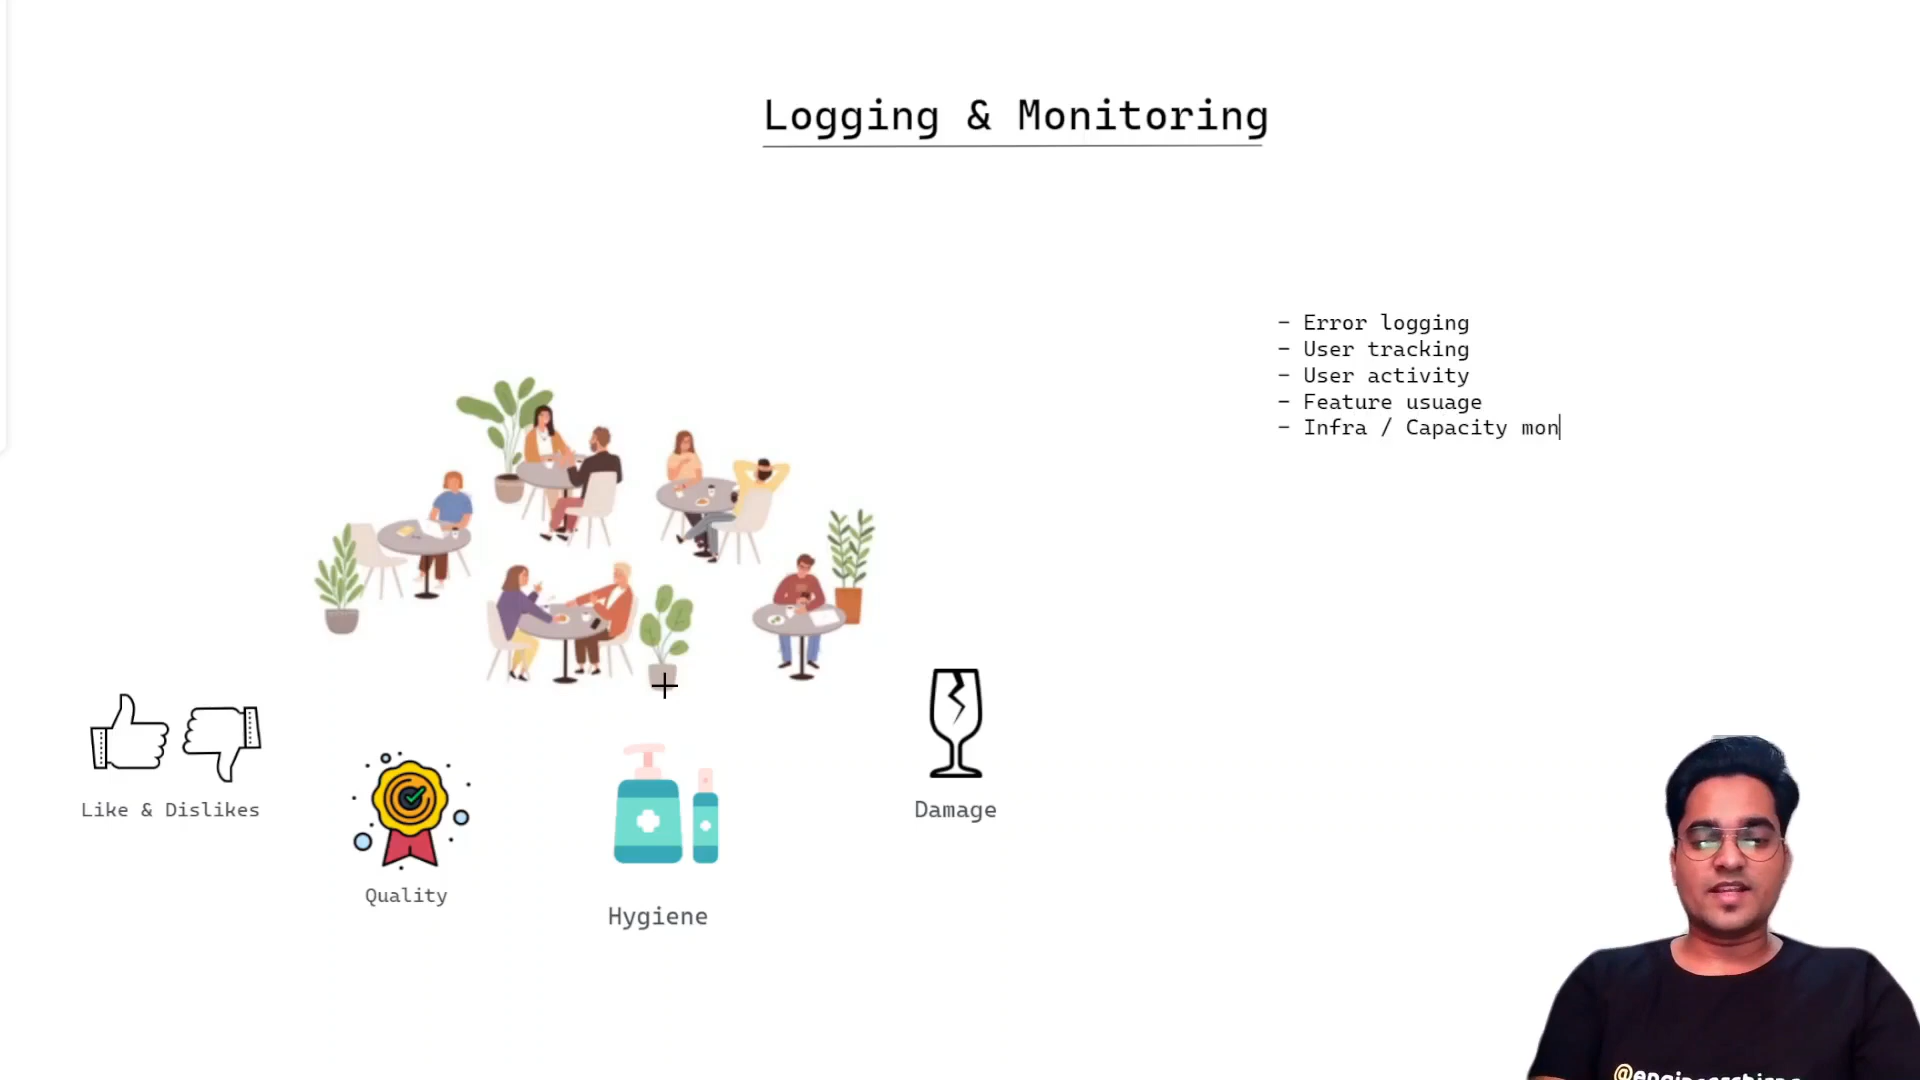 Logging & Monitoring
- Error logging
- User tracking
- User activity
- Feature usuage
- Infra / Capacity mon
Like & Dislikes
Quality
Hygiene
Damage